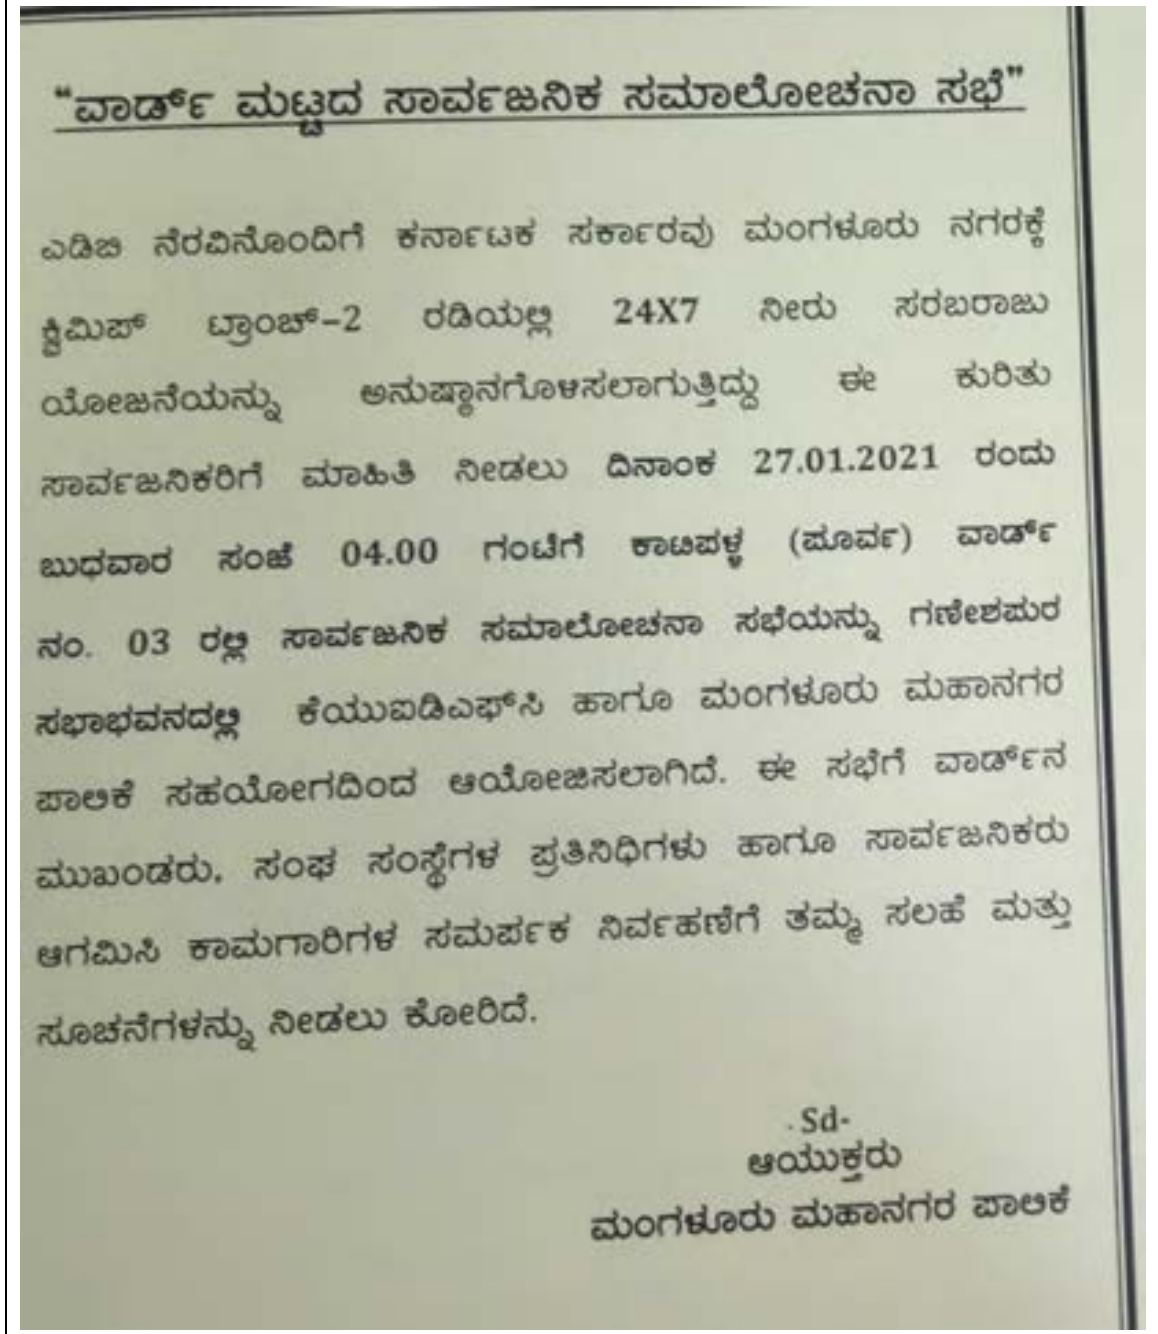 “ವಾರ್ಡ್ ಮಟ್ಟದ ಸಾರ್ವಜನಿಕ ಸಮಾಲೋಚನಾ ಸಭೆ”
ಎಡಿಬಿ ನೆರವಿನೊಂದಿಗೆ ಕರ್ನಾಟಕ ಸರ್ಕಾರವು ಮಂಗಳೂರು ನಗರಕ್ಕೆ
ಕ್ವಿಮಿಪ್ ಟ್ರಾಂಚ್-2 ರಡಿಯಲ್ಲಿ 24X7 ನೀರು ಸರಬರಾಜು
ಯೋಜನೆಯನ್ನು ಅನುಷ್ಠಾನಗೊಳಿಸಲಾಗುತ್ತಿದ್ದು ಈ ಕುರಿತು
ಸಾರ್ವಜನಿಕರಿಗೆ ಮಾಹಿತಿ ನೀಡಲು ದಿನಾಂಕ 27.01.2021 ರಂದು
ಬುಧವಾರ ಸಂಜೆ 04.00 ಗಂಟೆಗೆ ಕಾಟಿಪಳ್ಳ (ಪೂರ್ವ) ವಾರ್ಡ್
ನಂ. 03 ರಲ್ಲಿ ಸಾರ್ವಜನಿಕ ಸಮಾಲೋಚನಾ ಸಭೆಯನ್ನು ಗಣೇಶಪುರ
ಸಭಾಭವನದಲ್ಲಿ ಕೆಯುಐಡಿಎಫ್‌ಸಿ ಹಾಗೂ ಮಂಗಳೂರು ಮಹಾನಗರ
ಪಾಲಿಕೆ ಸಹಯೋಗದಿಂದ ಆಯೋಜಿಸಲಾಗಿದೆ. ಈ ಸಭೆಗೆ ವಾರ್ಡ್‌ನ
ಮುಖಂಡರು, ಸಂಘ ಸಂಸ್ಥೆಗಳ ಪ್ರತಿನಿಧಿಗಳು ಹಾಗೂ ಸಾರ್ವಜನಿಕರು
ಆಗಮಿಸಿ ಕಾಮಗಾರಿಗಳ ಸಮರ್ಪಕ ನಿರ್ವಹಣೆಗೆ ತಮ್ಮ ಸಲಹೆ ಮತ್ತು
ಸೂಚನೆಗಳನ್ನು ನೀಡಲು ಕೋರಿದೆ.
-Sd-
ಆಯುಕ್ತರು
ಮಂಗಳೂರು ಮಹಾನಗರ ಪಾಲಿಕೆ